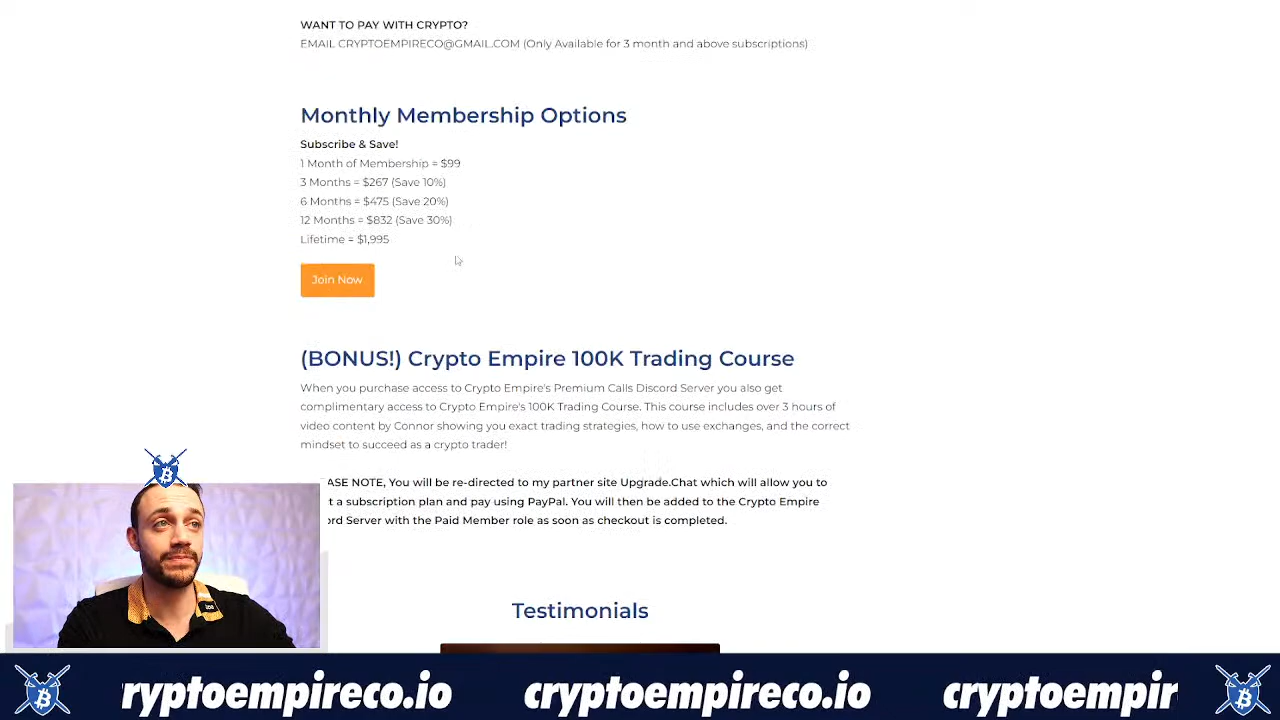 WANT TO PAY WITH CRYPTO?
EMAIL CRYPTOEMPIRECO@GMAIL.COM (Only Available for 3 month and above subscriptions)
Monthly Membership Options
Subscribe & Save!
1 Month of Membership = $99
3 Months = $267 (Save 10%)
6 Months = $475 (Save 20%)
12 Months = $832 (Save 30%)
Lifetime = $1,995
Join Now
(BONUS!) Crypto Empire 100K Trading Course
When you purchase access to Crypto Empire's Premium Calls Discord Server you also get
complimentary access to Crypto Empire's 100K Trading Course. This course includes over 3 hours of
video content by Connor showing you exact trading strategies, how to use exchanges, and the correct
mindset to succeed as a crypto trader!
ASE NOTE, You will be re-directed to my partner site Upgrade.Chat which will allow you to
t a subscription plan and pay using PayPal. You will then be added to the Crypto Empire
rd Server with the Paid Member role as soon as checkout is completed.
Testimonials
ryptoempireco.io cryptoempireco.io cryptoempir